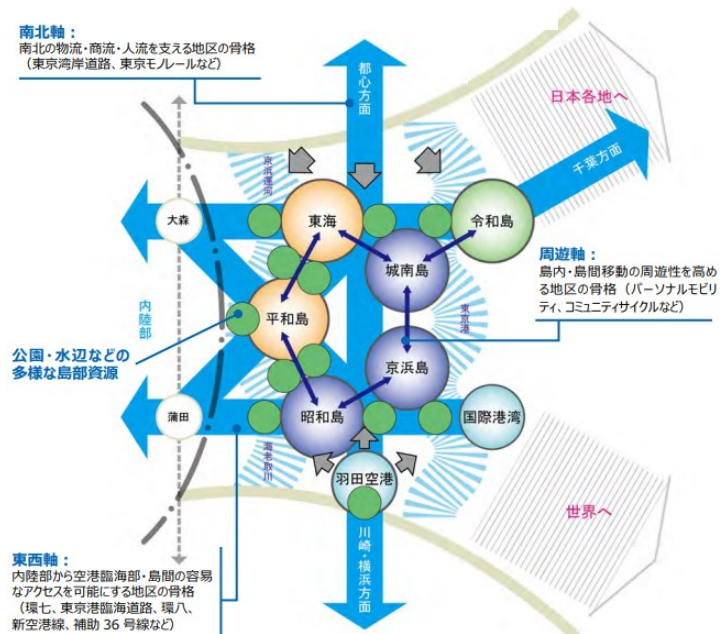 南北軸：
南北の物流・商流・人流を支える地区の骨格
（東京湾岸道路、東京モノレールなど）
都心方面
日本各地へ
千葉方面
京浜運河
大森
東海
令和島
城南島
周遊軸：
島内・島間移動の周遊性を高め
る地区の骨格（パーソナルモビリ
ティ、コミュニティサイクルなど）
内陸部
平和島
東京港
公園・水辺などの
多様な島部資源
京浜島
蒲田
昭和島
国際港湾
海老取川
羽田空港
世界へ
川崎・横浜方面
東西軸：
内陸部から空港臨海部・島間の容易
なアクセスを可能にする地区の骨格
（環七、東京港臨海道路、環八、
新空港線、補助 36 号線など）